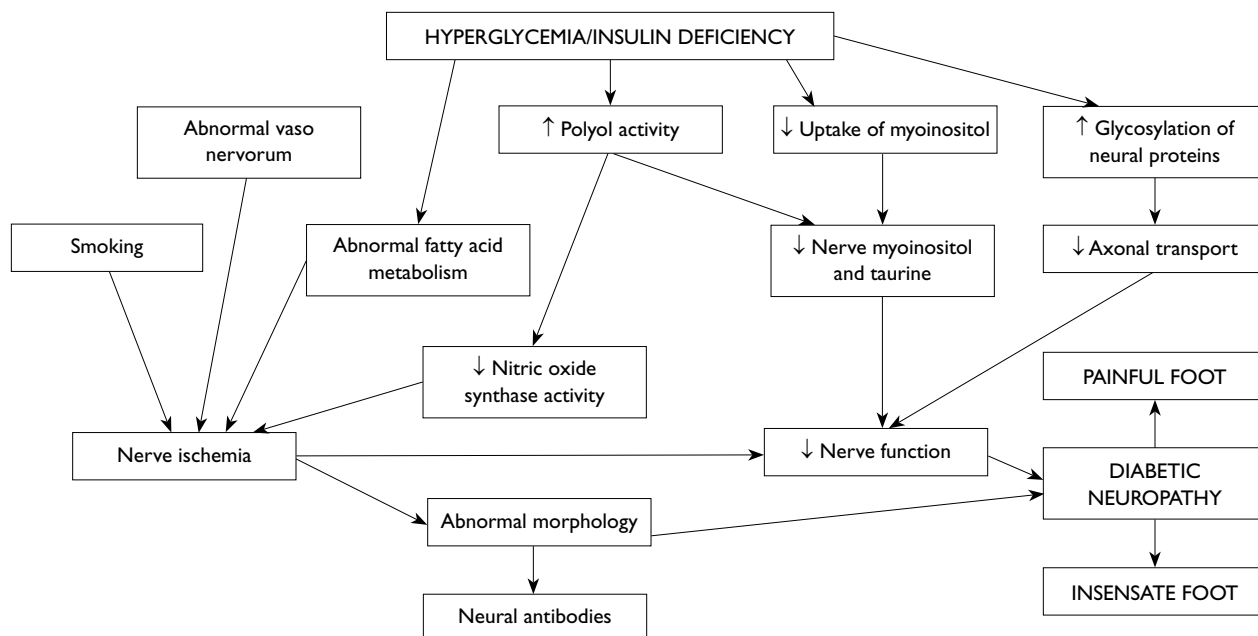 HYPERGLYCEMIA/INSULIN DEFICIENCY
Abnormal vaso
nervorum
↑ Polyol activity
↓ Uptake of myoinositol
↑ Glycosylation of
neural proteins
Smoking
Abnormal fatty acid
metabolism
↓ Nerve myoinositol
and taurine
↓ Axonal transport
↓ Nitric oxide
synthase activity
PAINFUL FOOT
Nerve ischemia
↓ Nerve function
DIABETIC
NEUROPATHY
Abnormal morphology
Neural antibodies
INSENSATE FOOT